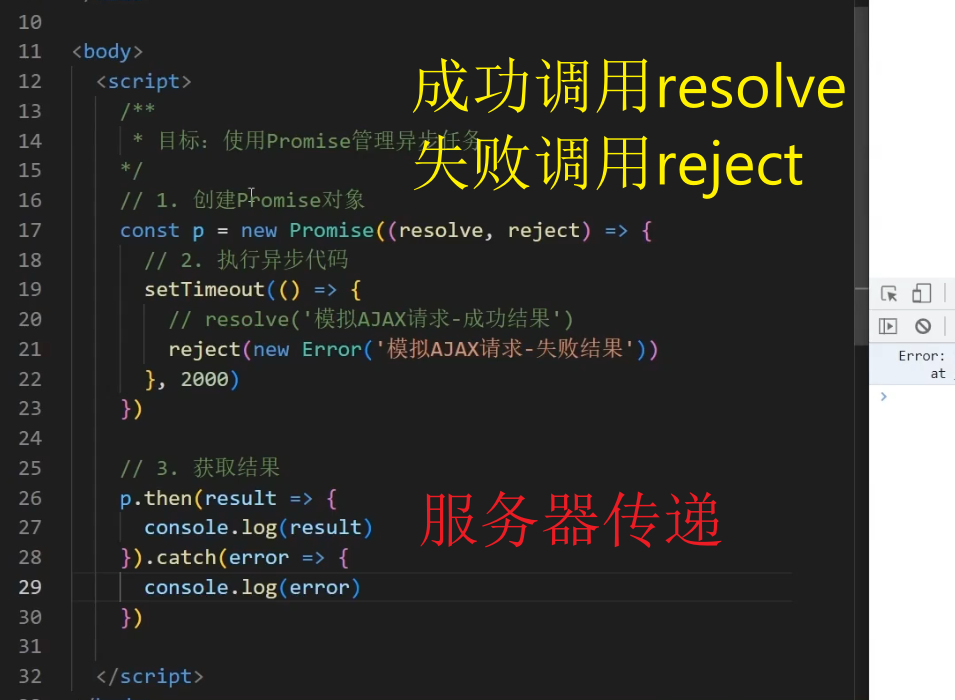 10
11 <body>
12 <script>
13 /**
14 * 目标：使用Promise管理异步任务
15 */
16 // 1. 创建Promise对象
17 const p = new Promise((resolve, reject) => {
18 // 2. 执行异步代码
19 setTimeout(() => {
20 // resolve('模拟AJAX请求-成功结果')
21 reject(new Error('模拟AJAX请求-失败结果'))
22 }, 2000)
23 })
24
25 // 3. 获取结果
26 p.then(result => {
27 console.log(result)
28 }).catch(error => {
29 console.log(error)
30 })
31
32 </script>
成功调用resolve
失败调用reject
服务器传递
Error:
at
>